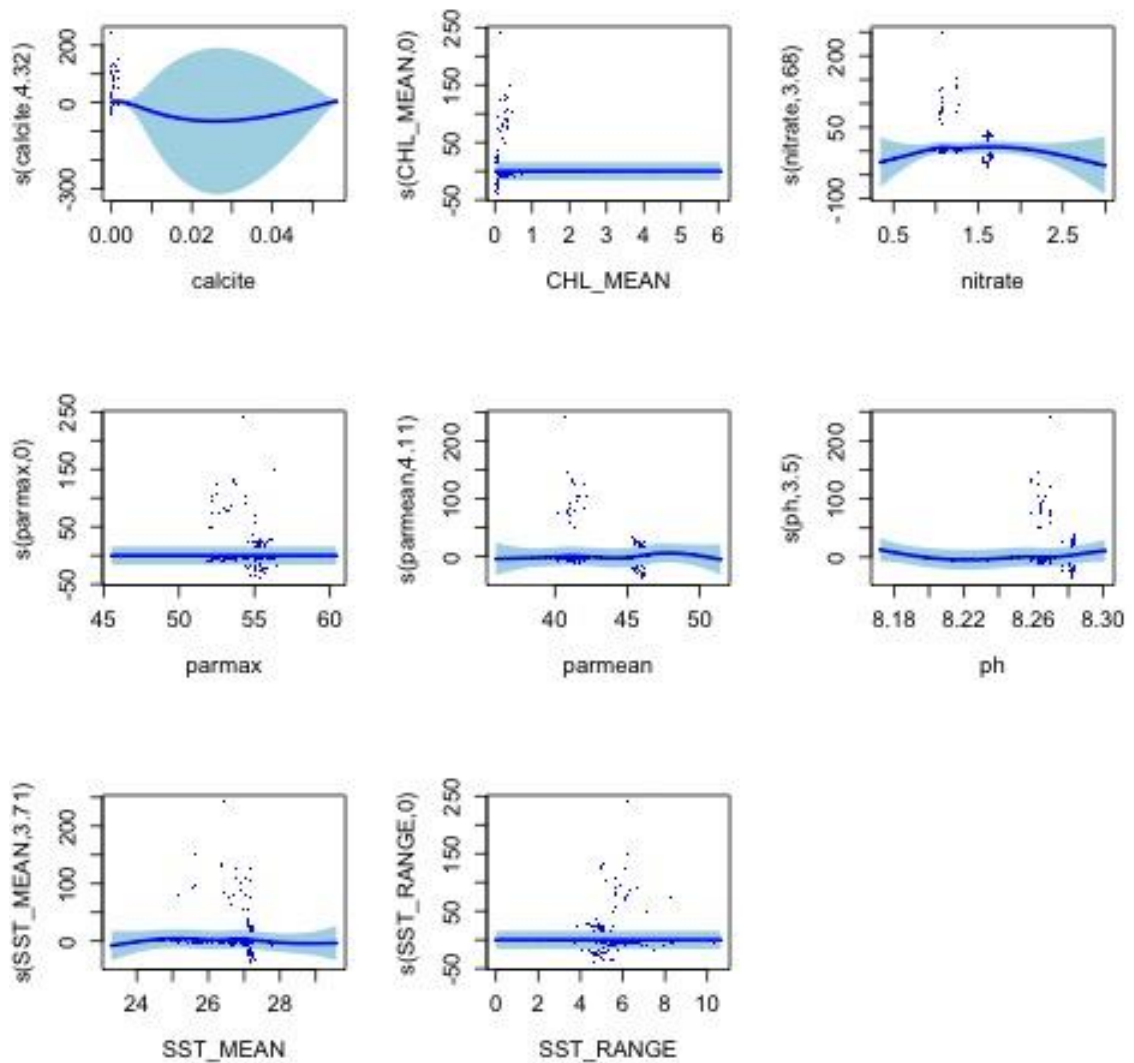 s(calcite,4.32)
200
0
-300
0.00 0.02 0.04
calcite
s(CHL_MEAN,0)
250
150
50
-50
0 1 2 3 4 5 6
CHL_MEAN
s(nitrate,3.68)
200
50
-100
0.5 1.5 2.5
nitrate
s(parmax,0)
250
150
50
-50
45 50 55 60
parmax
s(parmean,4.11)
200
100
0
40 45 50
parmean
s(ph,3.5)
200
100
0
8.18 8.22 8.26 8.30
ph
s(SST_MEAN,3.71)
200
100
0
24 26 28
SST_MEAN
s(SST_RANGE,0)
250
150
50
-50
0 2 4 6 8 10
SST_RANGE